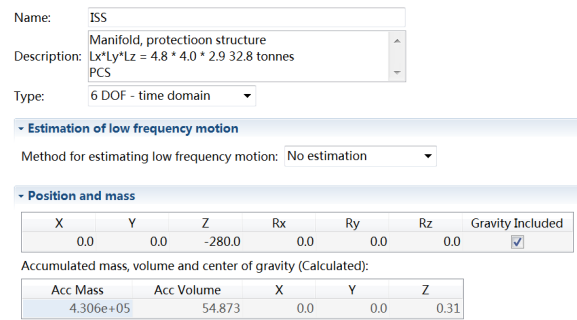 Name: ISS
Manifold, protectioon structure
Description: Lx*Ly*Lz = 4.8 * 4.0 * 2.9 32.8 tonnes
PCS
Type: 6 DOF - time domain
Estimation of low frequency motion
Method for estimating low frequency motion: No estimation
Position and mass
X Y Z Rx Ry Rz Gravity Included
0.0 0.0 -280.0 0.0 0.0 0.0
Accumulated mass, volume and center of gravity (Calculated):
Acc Mass Acc Volume X Y Z
4.306e+05 54.873 0.0 0.0 0.31